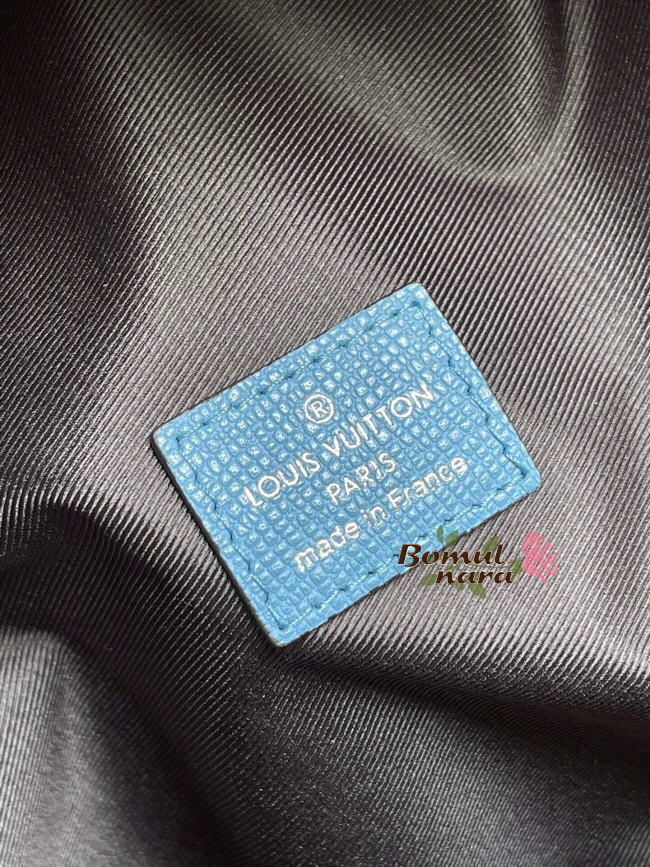 ®
LOUIS VUITTON
PARIS
made in France
Bomul
nara